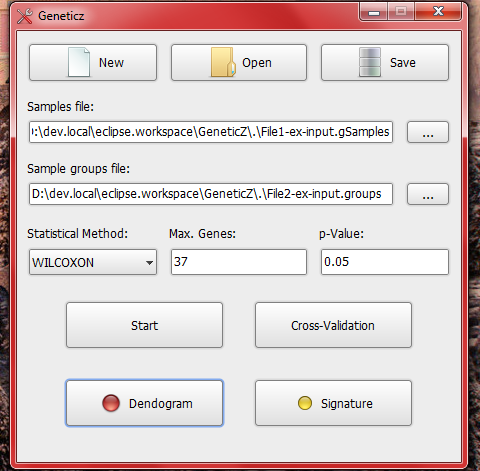 Geneticz
New Open Save
Samples file:
D:\dev.local\eclipse.workspace\GeneticZ\.\File1-ex-input.gSamples ...
Sample groups file:
D:\dev.local\eclipse.workspace\GeneticZ\.\File2-ex-input.groups ...
Statistical Method: Max. Genes: p-Value:
WILCOXON 37 0.05
Start Cross-Validation
Dendogram Signature